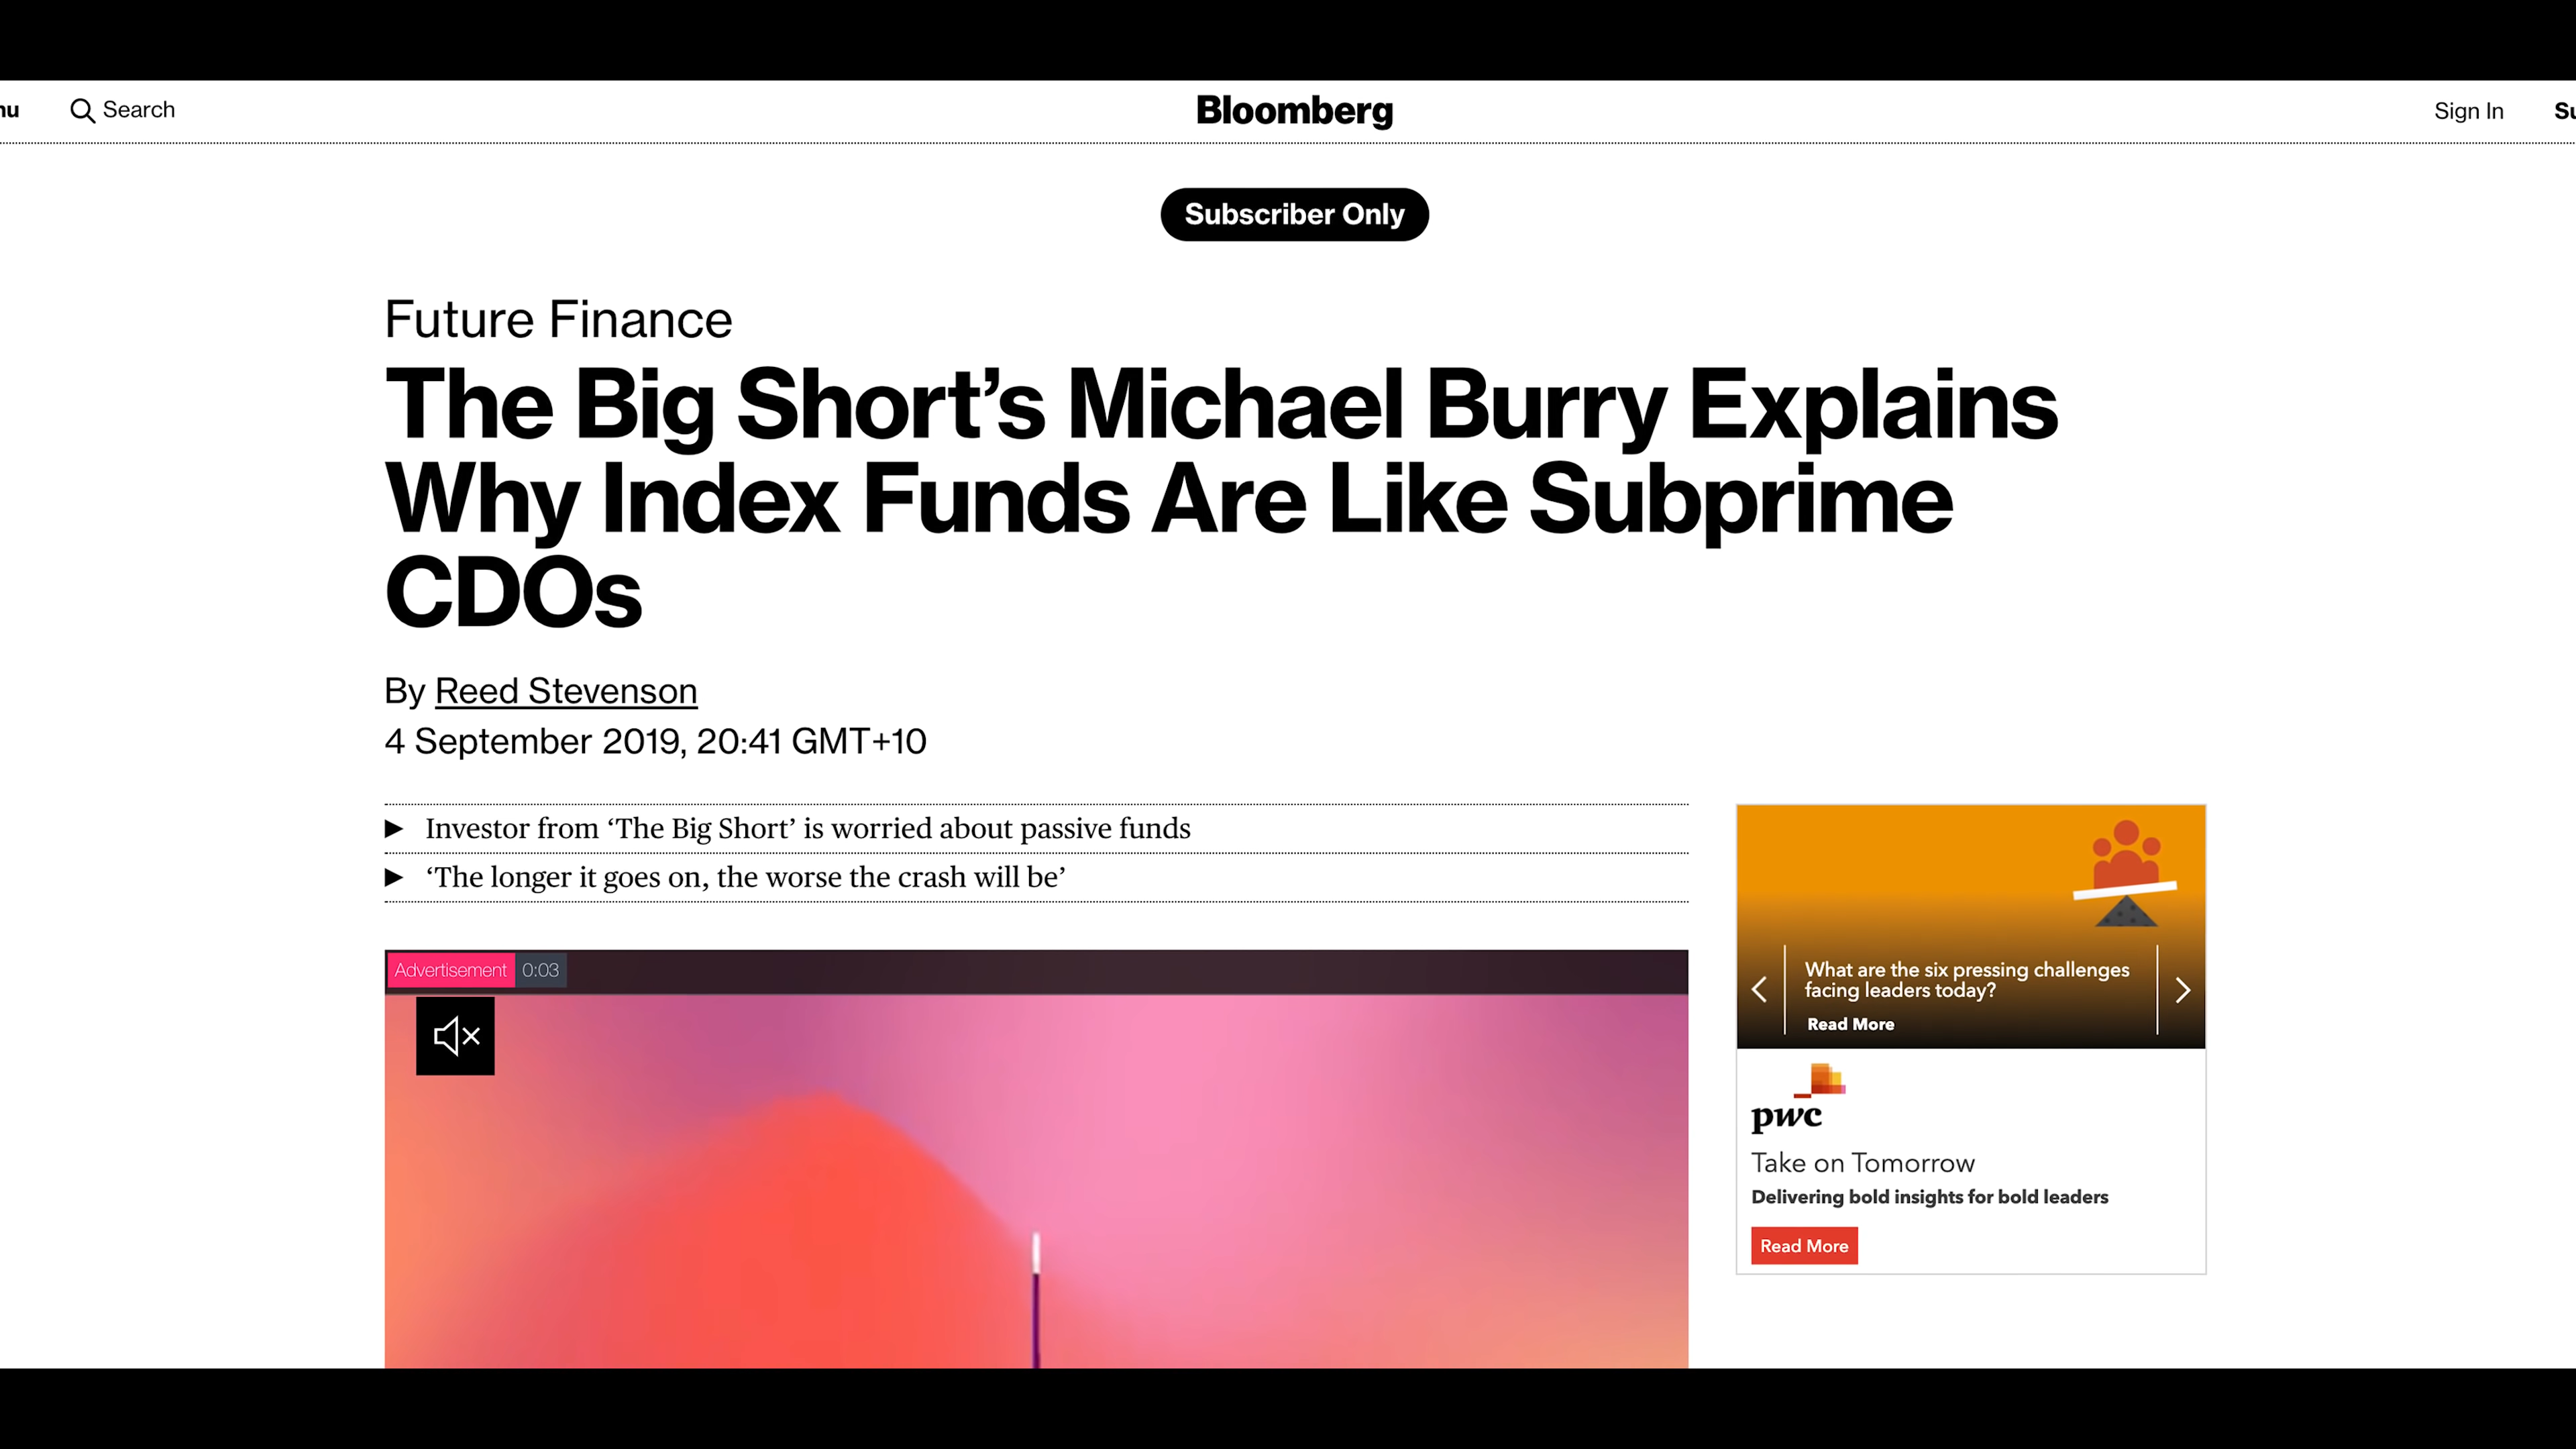 nu
Search
Bloomberg
Sign In
Su
Subscriber Only
Future Finance
The Big Short’s Michael Burry Explains
Why Index Funds Are Like Subprime
CDOs
By Reed Stevenson
4 September 2019, 20:41 GMT+10
► Investor from ‘The Big Short’ is worried about passive funds
► ‘The longer it goes on, the worse the crash will be’
Advertisement 0:03
What are the six pressing challenges
facing leaders today?
Read More
pwc
Take on Tomorrow
Delivering bold insights for bold leaders
Read More